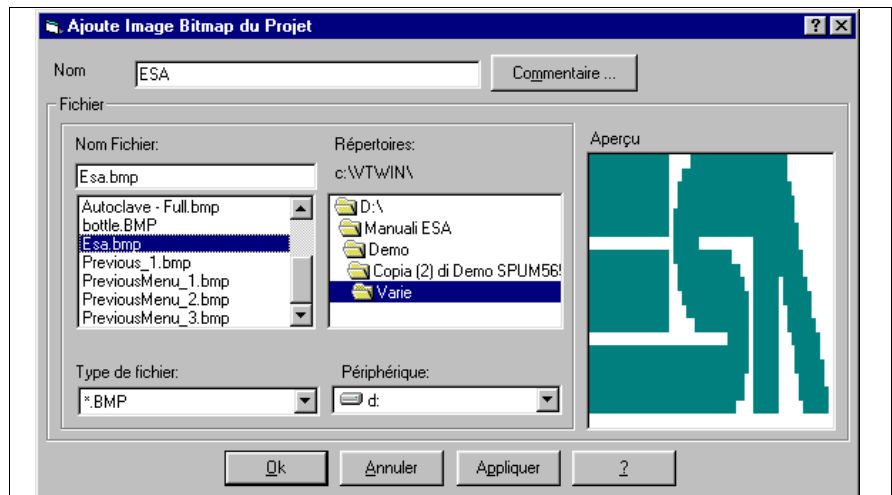 Ajoute Image Bitmap du Projet
Nom
ESA
Commentaire ...
Fichier
Nom Fichier:
Esa.bmp
Autoclave - Full.bmp
bottle.BMP
Esa.bmp
Previous_1.bmp
PreviousMenu_1.bmp
PreviousMenu_2.bmp
PreviousMenu_3.bmp
Répertoires:
c:\VTWIN\
D:\
Manuali ESA
Demo
Copia (2) di Demo SPUM56!
Varie
Aperçu
ESA
Type de fichier:
*.BMP
Périphérique:
d:
Ok
Annuler
Appliquer
?